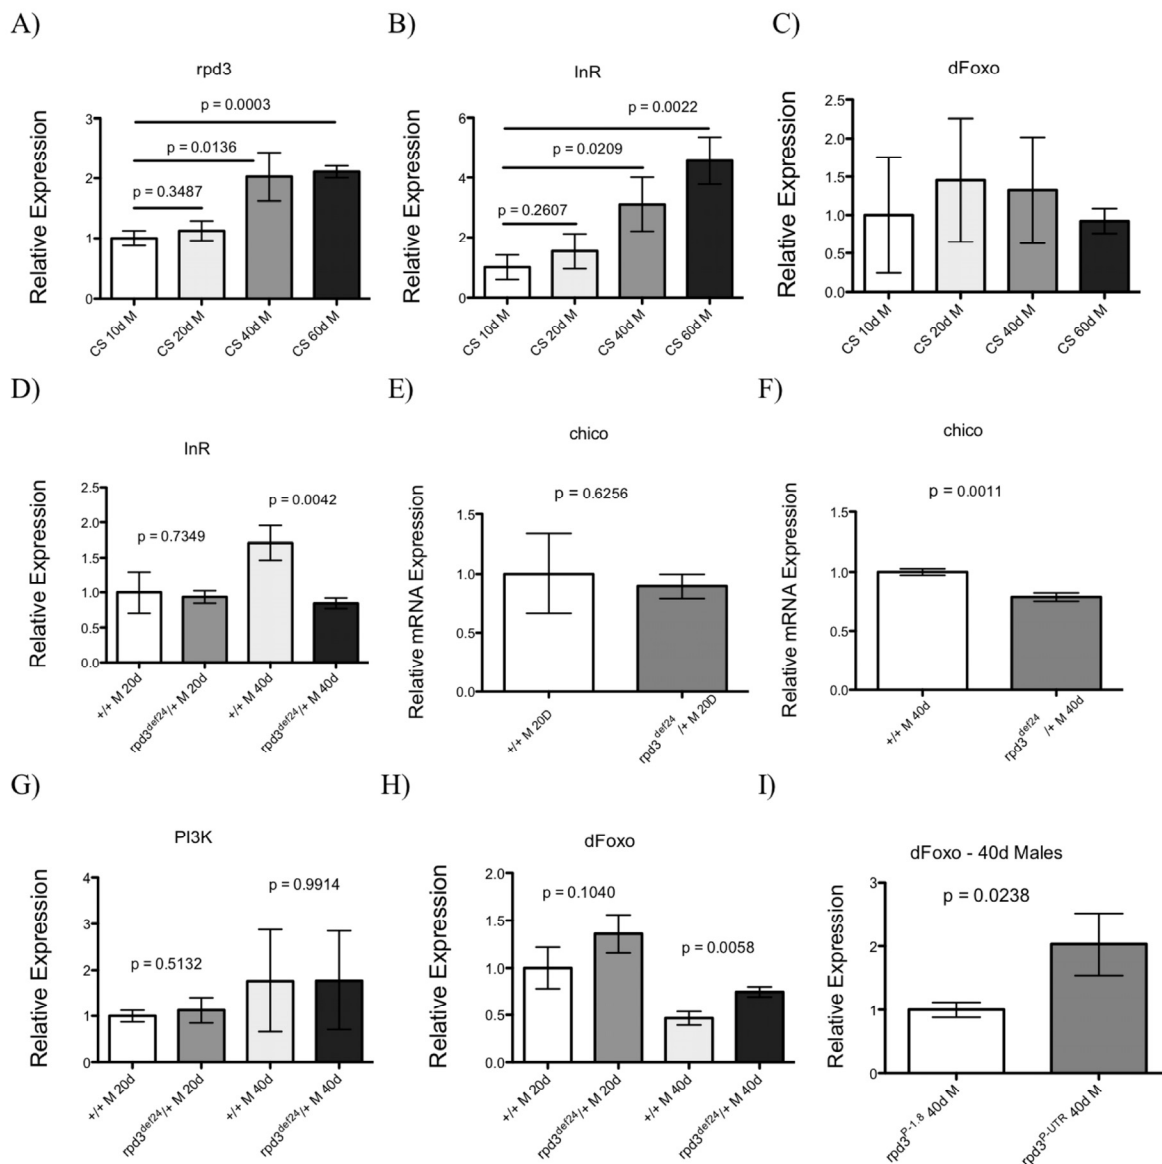 A)
rpd3
p = 0.0003
p = 0.0136
p = 0.3487
Relative Expression
3
2
1
0
CS 10d M
CS 20d M
CS 40d M
CS 60d M
B)
InR
p = 0.0022
p = 0.0209
p = 0.2607
Relative Expression
6
4
2
0
CS 10d M
CS 20d M
CS 40d M
CS 60d M
C)
dFoxo
Relative Expression
2.5
2.0
1.5
1.0
0.5
0.0
CS 10d M
CS 20d M
CS 40d M
CS 60d M
D)
InR
p = 0.0042
p = 0.7349
Relative Expression
2.5
2.0
1.5
1.0
0.5
0.0
+/+ M 20d
rpd3def24/+ M 20d
+/+ M 40d
rpd3def24/+ M 40d
E)
chico
p = 0.6256
Relative mRNA Expression
1.5
1.0
0.5
0.0
+/+ M 20D
rpd3def24/+ M 20D
F)
chico
p = 0.0011
Relative mRNA Expression
1.5
1.0
0.5
0.0
+/+ M 40d
rpd3def24/+ M 40d
G)
PI3K
p = 0.9914
p = 0.5132
Relative Expression
4
3
2
1
0
+/+ M 20d
rpd3def24/+ M 20d
+/+ M 40d
rpd3def24/+ M 40d
H)
dFoxo
p = 0.1040
p = 0.0058
Relative Expression
2.0
1.5
1.0
0.5
0.0
+/+ M 20d
rpd3def24/+ M 20d
+/+ M 40d
rpd3def24/+ M 40d
I)
dFoxo - 40d Males
p = 0.0238
Relative Expression
3
2
1
0
rpd3P-1.8 40d M
rpd3P-UTR 40d M